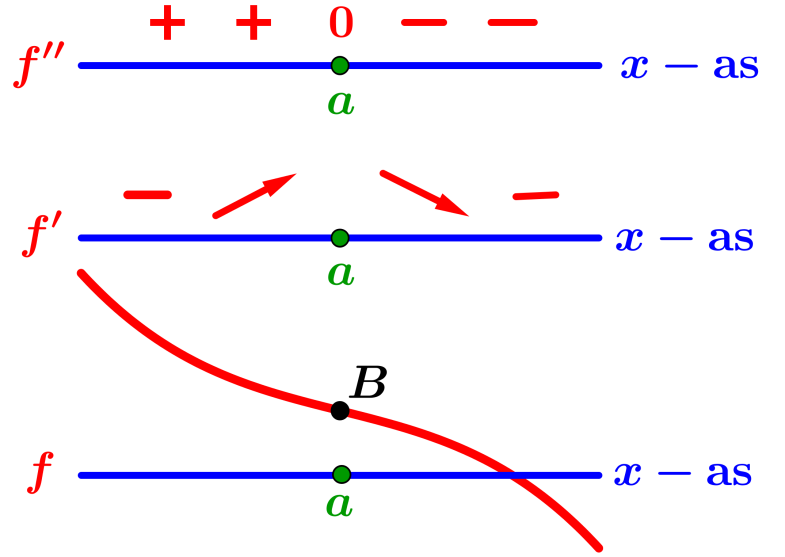 + + 0 − −
f″ x − as
a
− −
f′ x − as
a
B
f x − as
a